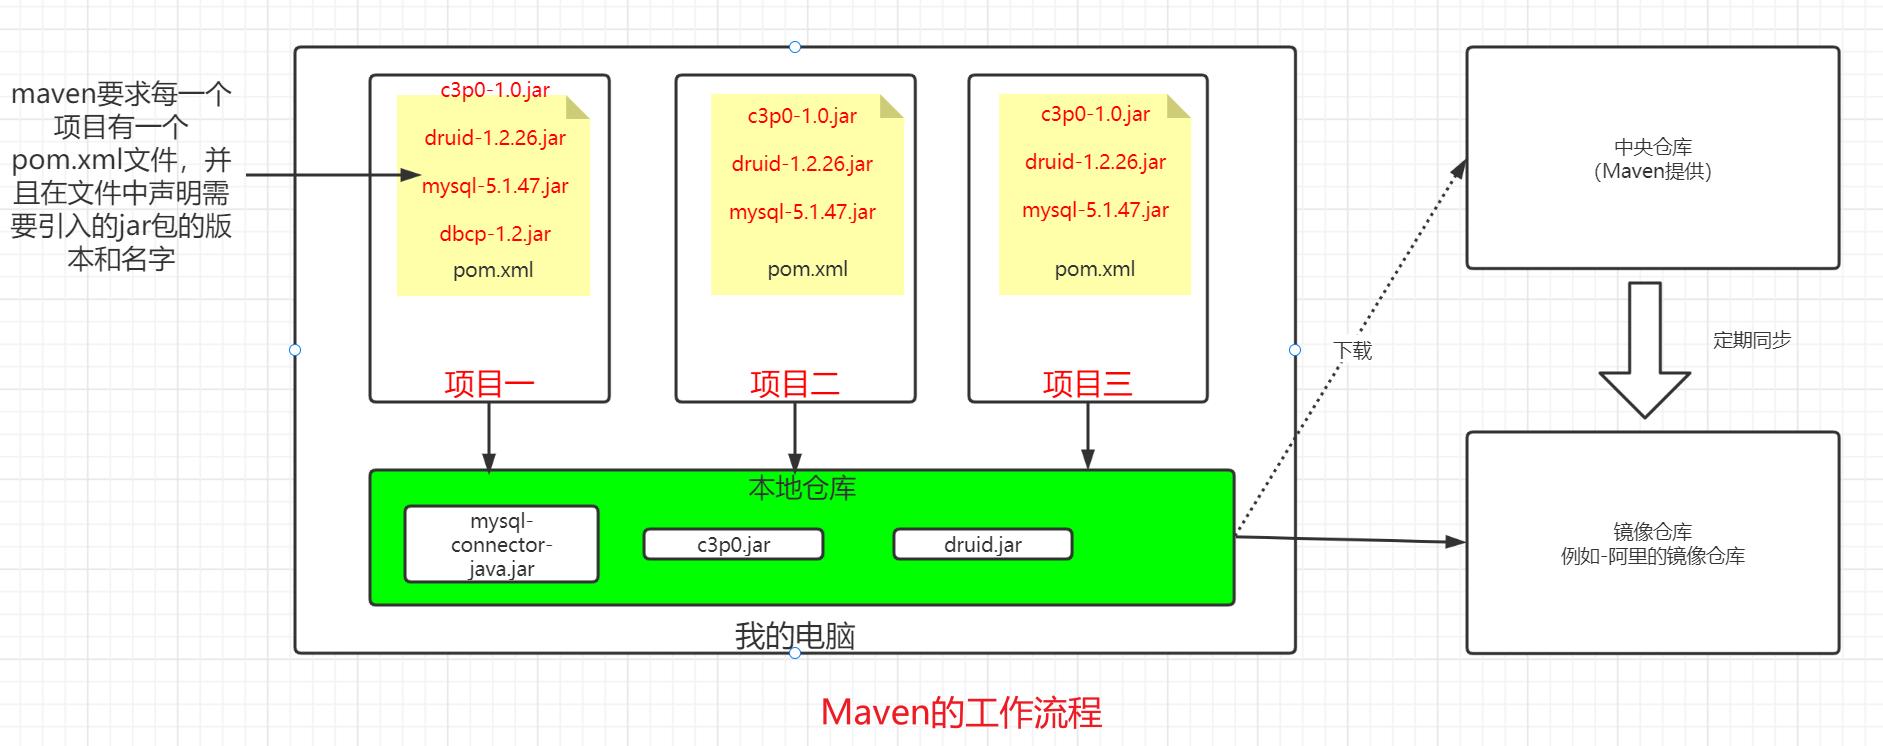 maven要求每一个
项目有一个
pom.xml文件，并
且在文件中声明需
要引入的jar包的版
本和名字
c3p0-1.0.jar
druid-1.2.26.jar
mysql-5.1.47.jar
dbcp-1.2.jar
pom.xml
项目一
c3p0-1.0.jar
druid-1.2.26.jar
mysql-5.1.47.jar
pom.xml
项目二
c3p0-1.0.jar
druid-1.2.26.jar
mysql-5.1.47.jar
pom.xml
项目三
本地仓库
mysql-
connector-
java.jar
c3p0.jar
druid.jar
我的电脑
下载
中央仓库
（Maven提供）
定期同步
镜像仓库
例如-阿里的镜像仓库
Maven的工作流程